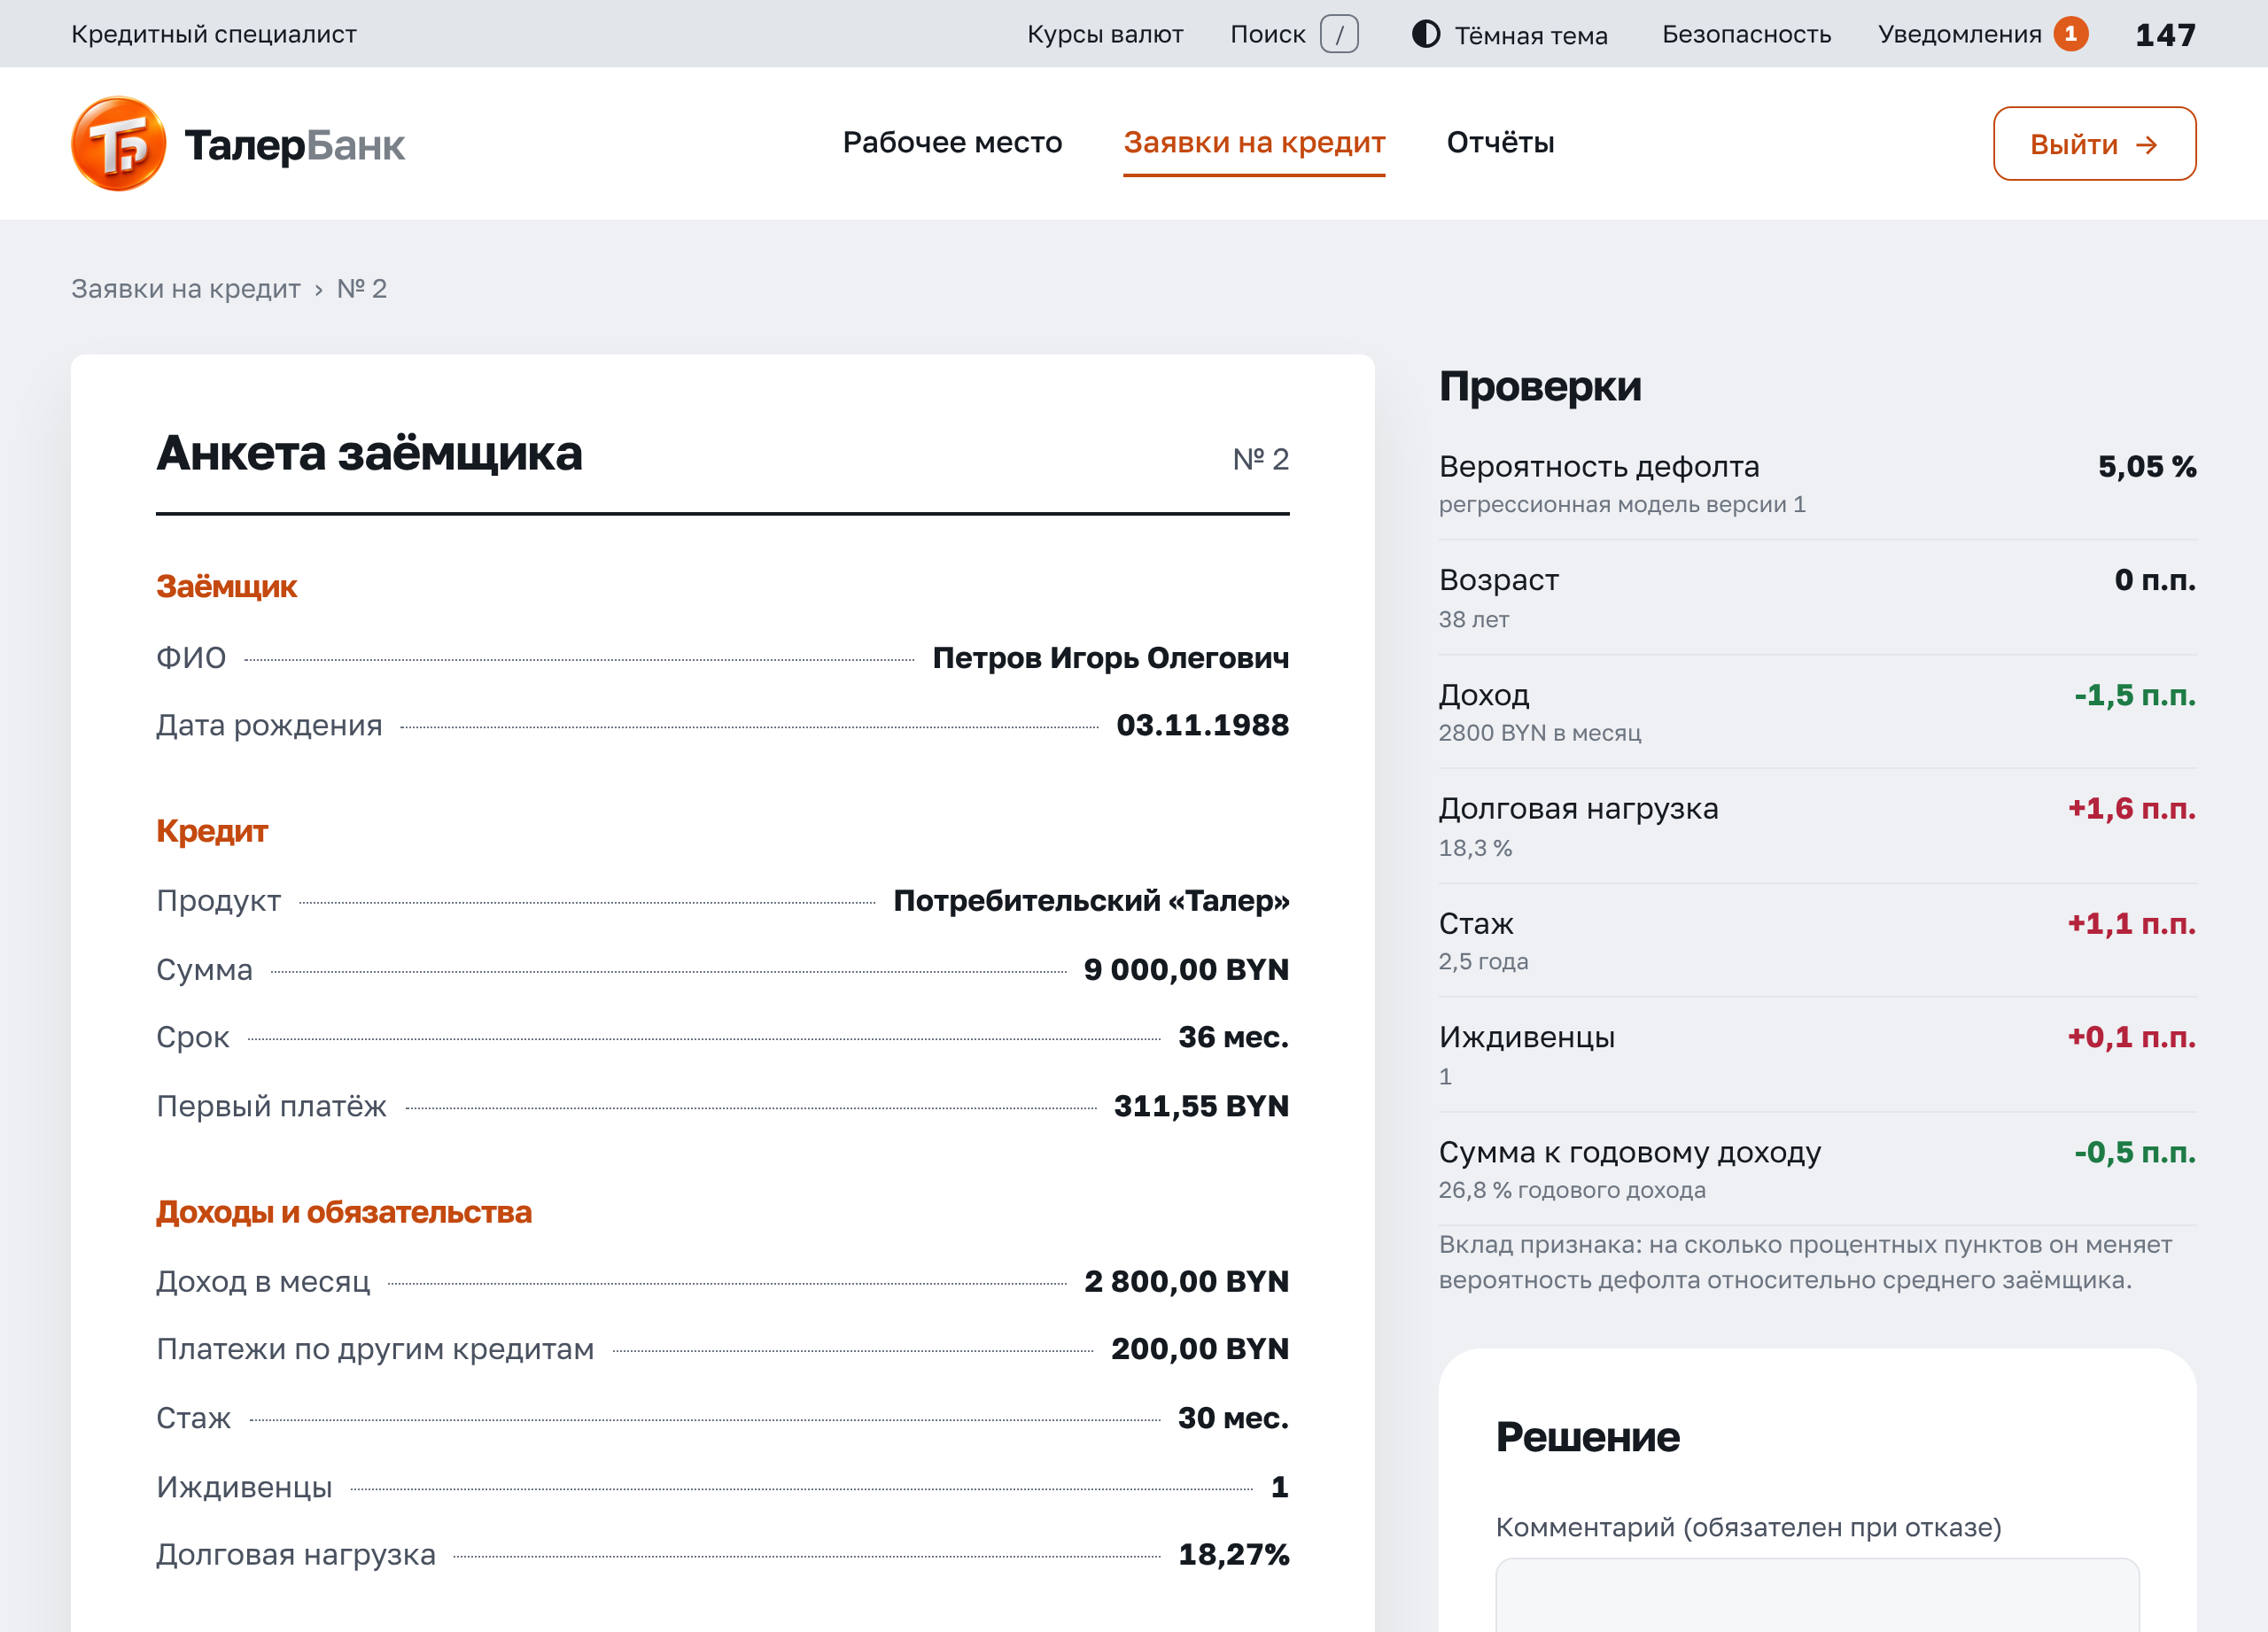 Кредитный специалист
Курсы валют
Поиск /
Тёмная тема
Безопасность
Уведомления 1
147
ТБ ТалерБанк
Рабочее место
Заявки на кредит
Отчёты
Выйти →
Заявки на кредит › № 2
Анкета заёмщика № 2
Заёмщик
ФИО Петров Игорь Олегович
Дата рождения 03.11.1988
Кредит
Продукт Потребительский «Талер»
Сумма 9 000,00 BYN
Срок 36 мес.
Первый платёж 311,55 BYN
Доходы и обязательства
Доход в месяц 2 800,00 BYN
Платежи по другим кредитам 200,00 BYN
Стаж 30 мес.
Иждивенцы 1
Долговая нагрузка 18,27%
Проверки
Вероятность дефолта 5,05 %
регрессионная модель версии 1
Возраст 0 п.п.
38 лет
Доход -1,5 п.п.
2800 BYN в месяц
Долговая нагрузка +1,6 п.п.
18,3 %
Стаж +1,1 п.п.
2,5 года
Иждивенцы +0,1 п.п.
1
Сумма к годовому доходу -0,5 п.п.
26,8 % годового дохода
Вклад признака: на сколько процентных пунктов он меняет
вероятность дефолта относительно среднего заёмщика.
Решение
Комментарий (обязателен при отказе)